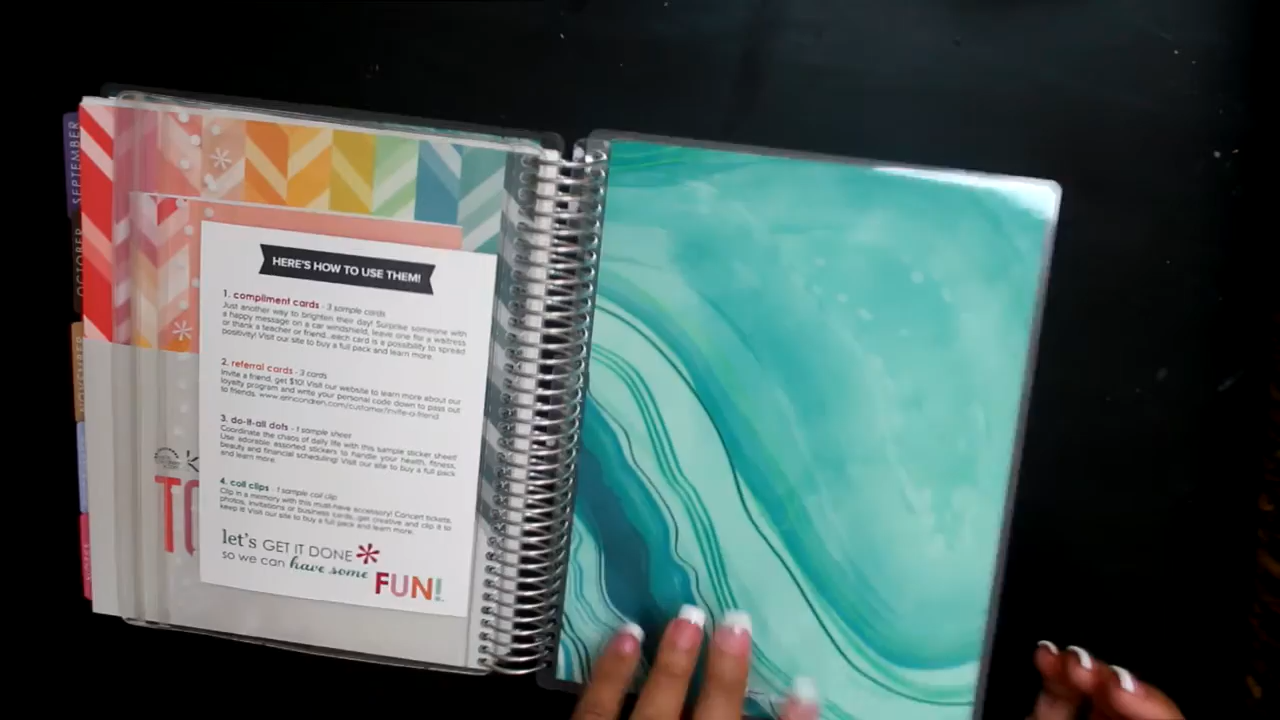 SEPTEMBER
OCTOBER
NOVEMBER
HERE'S HOW TO USE THEM!
1. compliment cards - 3 sample cards
Just another way to brighten their day! Surprise someone with
a happy message on a car windshield, leave one for a waitress
or thank a teacher or friend...each card is a possibility to spread
positivity! Visit our site to buy a full pack and learn more.
2. referral cards - 3 cards
Invite a friend, get $10! Visit our website to learn more about our
loyalty program and write your personal code down to pass out
to friends. www.erincondren.com/customer/invite-a-friend
3. do-it-all dots - 1 sample sheet
Coordinate the chaos of daily life with this sample sticker sheet!
Use adorable assorted stickers to handle your health, fitness,
beauty and financial scheduling! Visit our site to buy a full pack
and learn more.
4. coil clips - 1 sample coil clip
Clip in a memory with this must-have accessory! Concert tickets,
photos, invitations or business cards, get creative and clip it to
keep it! Visit our site to buy a full pack and learn more.
let's GET IT DONE
so we can have some FUN!